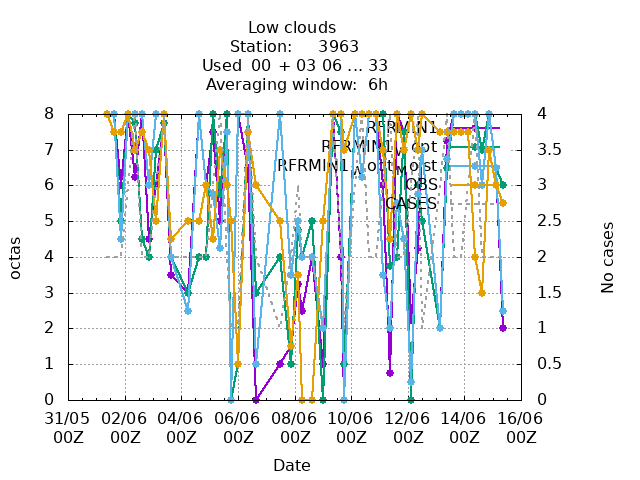 Low clouds
Station: 3963
Used 00 + 03 06 ... 33
Averaging window: 6h
octas
8
7
6
5
4
3
2
1
0
4
3.5
3
2.5
2
1.5
1
0.5
0
No cases
RFRMIN1
RFRMIN1_opt
RFRMIN1_A_opt_M_oist
OBS
CASES
31/05 00Z
02/06 00Z
04/06 00Z
06/06 00Z
08/06 00Z
10/06 00Z
12/06 00Z
14/06 00Z
16/06 00Z
Date